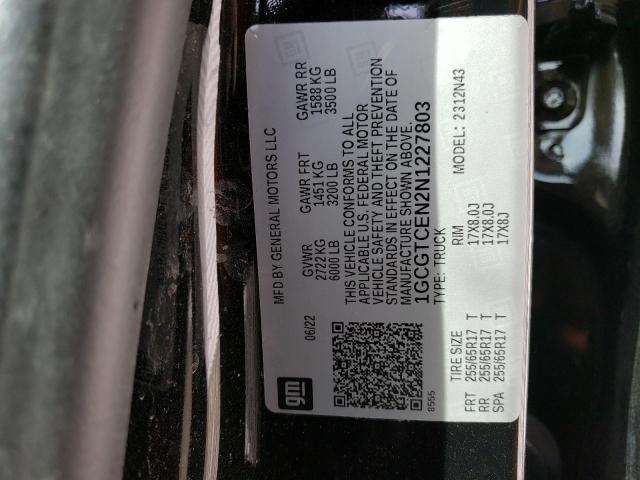 gm
MFD BY GENERAL MOTORS LLC
06/22
GVWR GAWR FRT GAWR RR
2722 KG 1451 KG 1588 KG
6000 LB 3200 LB 3500 LB
THIS VEHICLE CONFORMS TO ALL
APPLICABLE U.S. FEDERAL MOTOR
VEHICLE SAFETY AND THEFT PREVENTION
STANDARDS IN EFFECT ON THE DATE OF
MANUFACTURE SHOWN ABOVE.
1GCGTCEN2N1227803
8555 TYPE: TRUCK MODEL: 2312N43
TIRE SIZE RIM
FRT 255/65R17 T 17X8.0J
RR 255/65R17 T 17X8.0J
SPA 255/65R17 T 17X8J